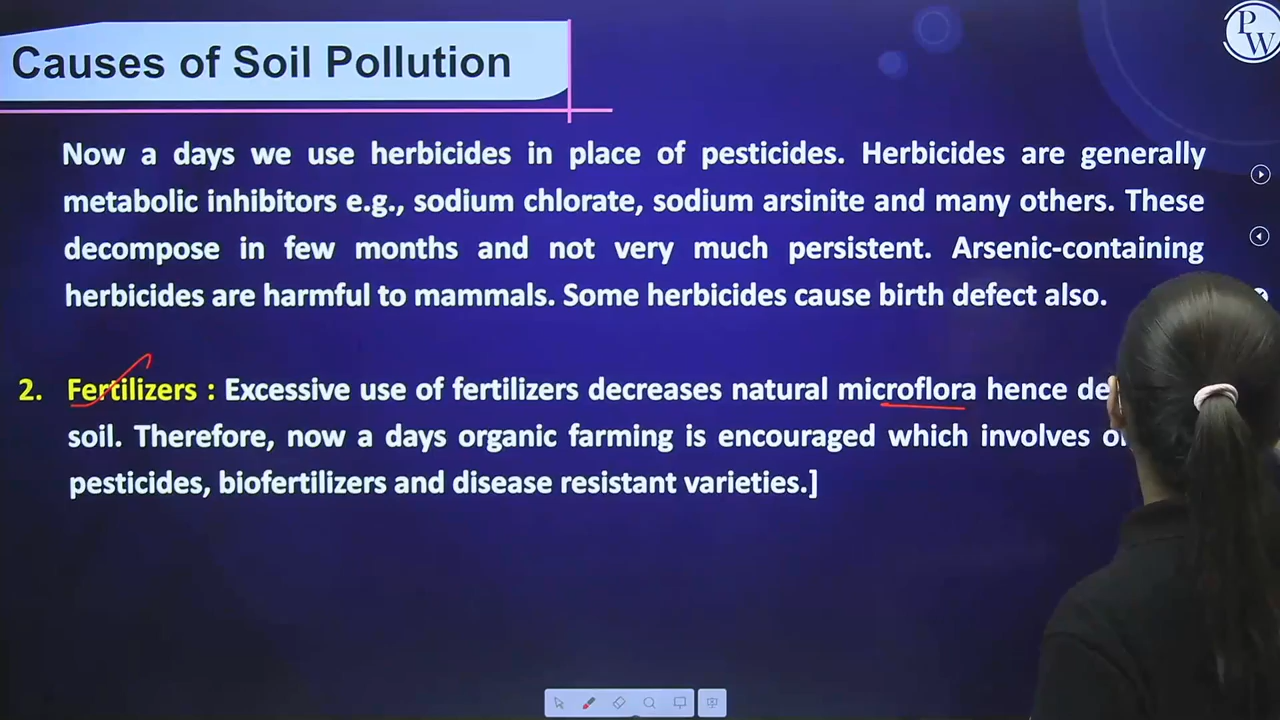 Causes of Soil Pollution
PW
Now a days we use herbicides in place of pesticides. Herbicides are generally
metabolic inhibitors e.g., sodium chlorate, sodium arsinite and many others. These
decompose in few months and not very much persistent. Arsenic-containing
herbicides are harmful to mammals. Some herbicides cause birth defect also.
2. Fertilizers : Excessive use of fertilizers decreases natural microflora hence
soil. Therefore, now a days organic farming is encouraged which involves
pesticides, biofertilizers and disease resistant varieties.]